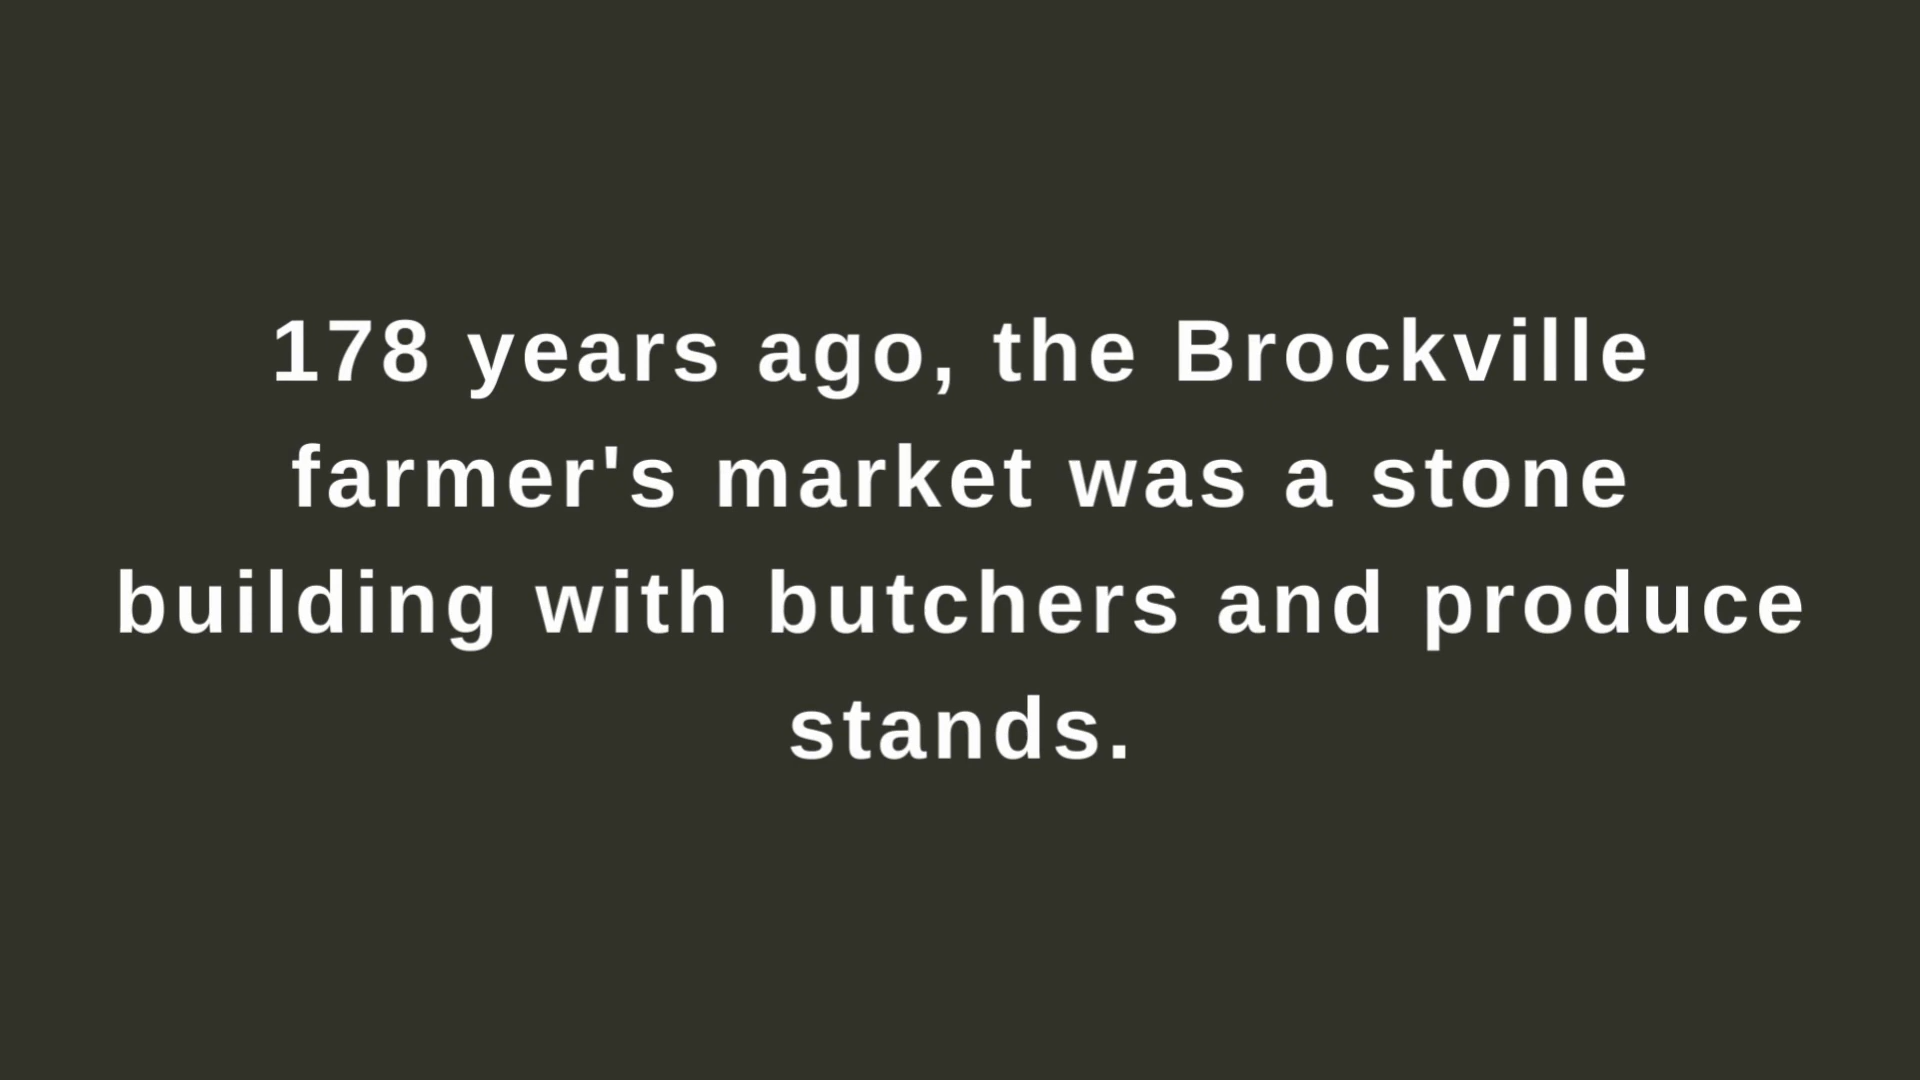 178 years ago, the Brockville
farmer's market was a stone
building with butchers and produce
stands.